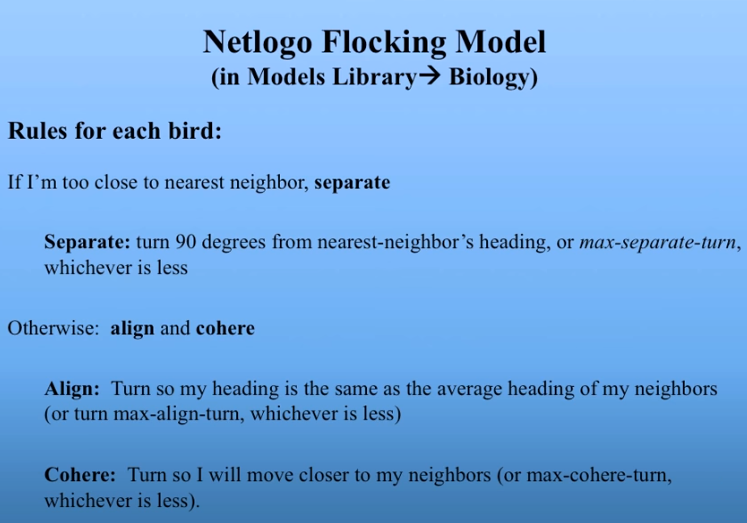 Netlogo Flocking Model
(in Models Library→ Biology)
Rules for each bird:
If I'm too close to nearest neighbor, separate
Separate: turn 90 degrees from nearest-neighbor's heading, or max-separate-turn,
whichever is less
Otherwise:  align and cohere
Align:  Turn so my heading is the same as the average heading of my neighbors
(or turn max-align-turn, whichever is less)
Cohere:  Turn so I will move closer to my neighbors (or max-cohere-turn,
whichever is less).